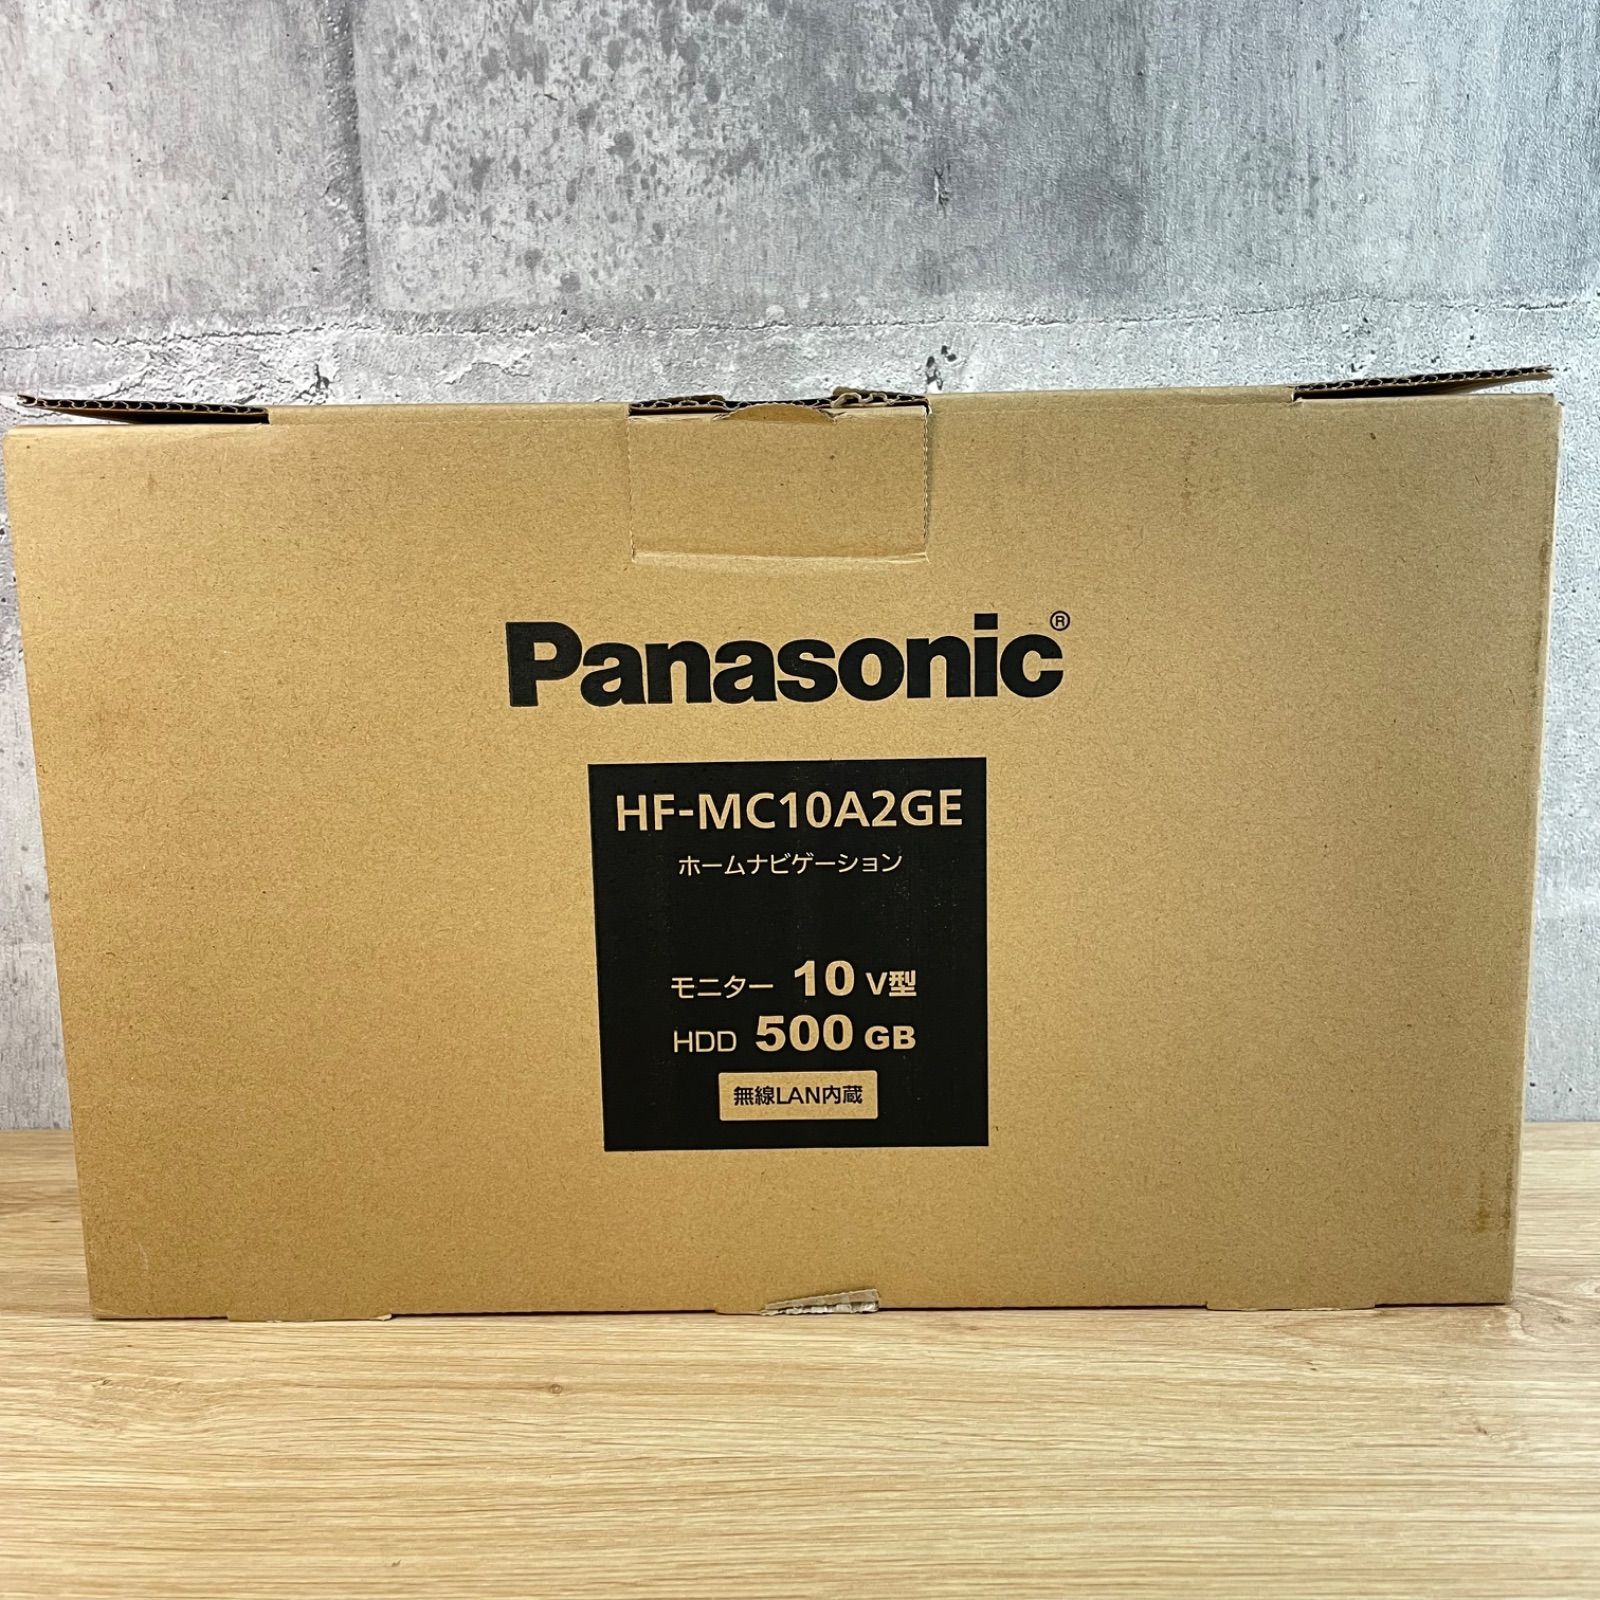 Panasonic®
HF-MC10A2GE
ホームナビゲーション
モニター 10 V型
HDD 500 GB
無線LAN内蔵